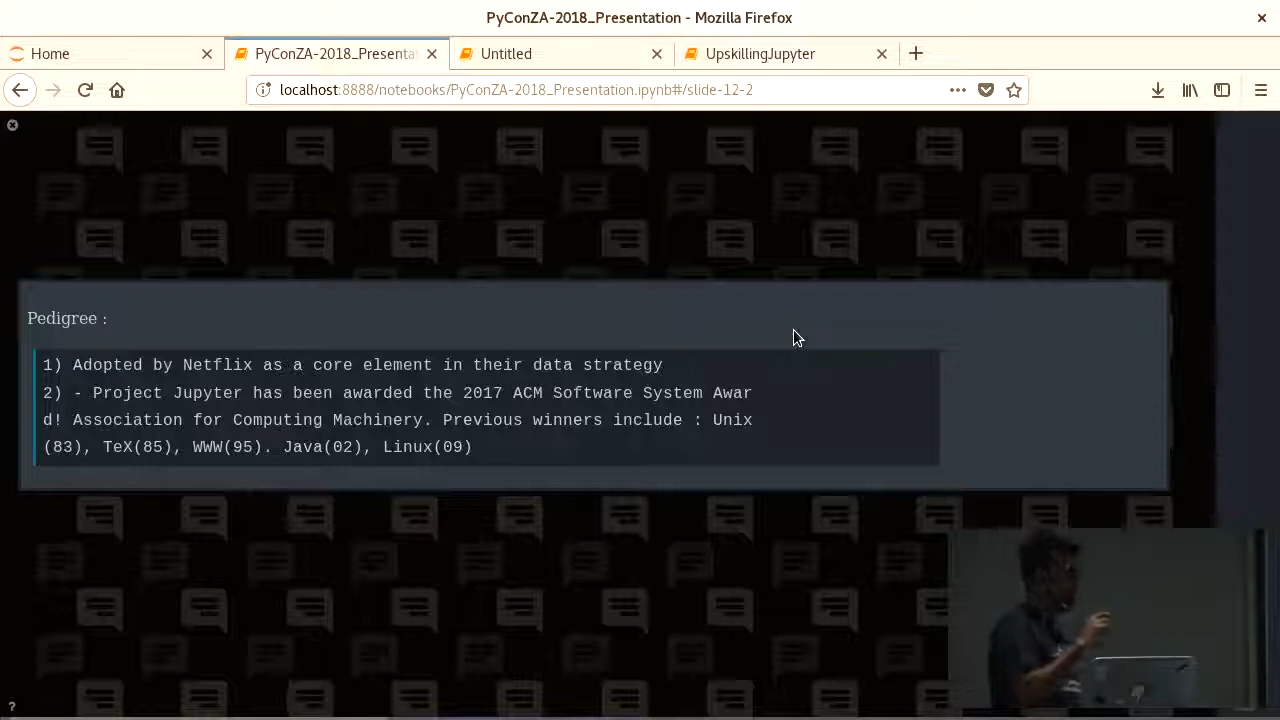 PyConZA-2018_Presentation - Mozilla Firefox
Home
PyConZA-2018_Presenta
Untitled
UpskillingJupyter
localhost:8888/notebooks/PyConZA-2018_Presentation.ipynb#/slide-12-2
Pedigree :
1) Adopted by Netflix as a core element in their data strategy
2) - Project Jupyter has been awarded the 2017 ACM Software System Awar
d! Association for Computing Machinery. Previous winners include : Unix
(83), TeX(85), WWW(95). Java(02), Linux(09)
?